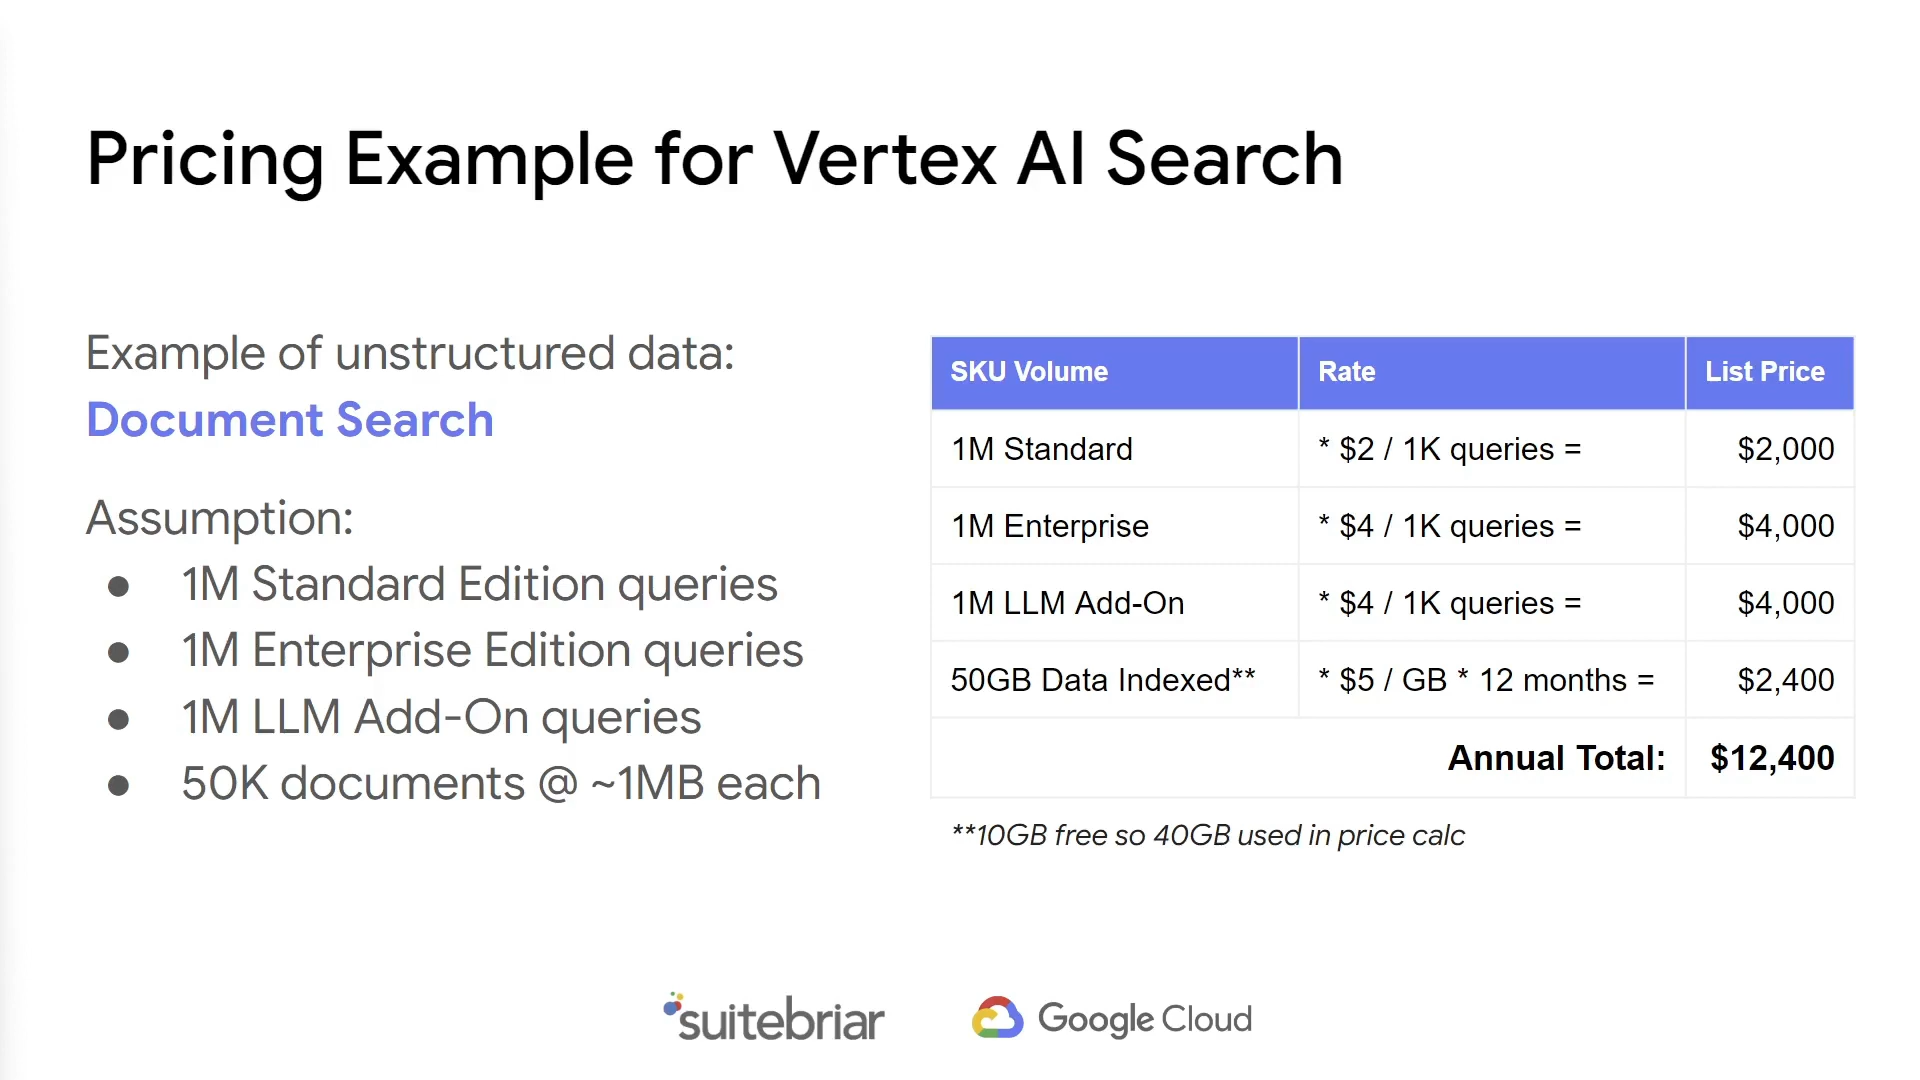 Pricing Example for Vertex AI Search
Example of unstructured data:
Document Search
Assumption:
● 1M Standard Edition queries
● 1M Enterprise Edition queries
● 1M LLM Add-On queries
● 50K documents @ ~1MB each
SKU Volume Rate List Price
1M Standard * $2 / 1K queries = $2,000
1M Enterprise * $4 / 1K queries = $4,000
1M LLM Add-On * $4 / 1K queries = $4,000
50GB Data Indexed** * $5 / GB * 12 months = $2,400
Annual Total: $12,400
**10GB free so 40GB used in price calc
suitebriar Google Cloud